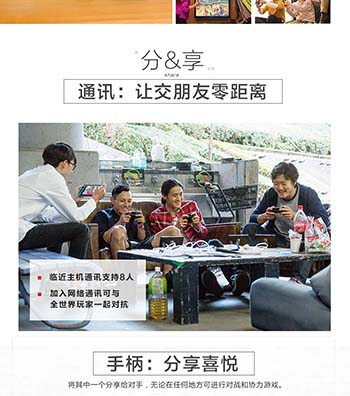 分&享
share
通讯：让交朋友零距离
临近主机通讯支持8人
加入网络通讯可与
全世界玩家一起对抗
手柄：分享喜悦
将其中一个分享给对手，无论在任何地方可进行对战和协力游戏。